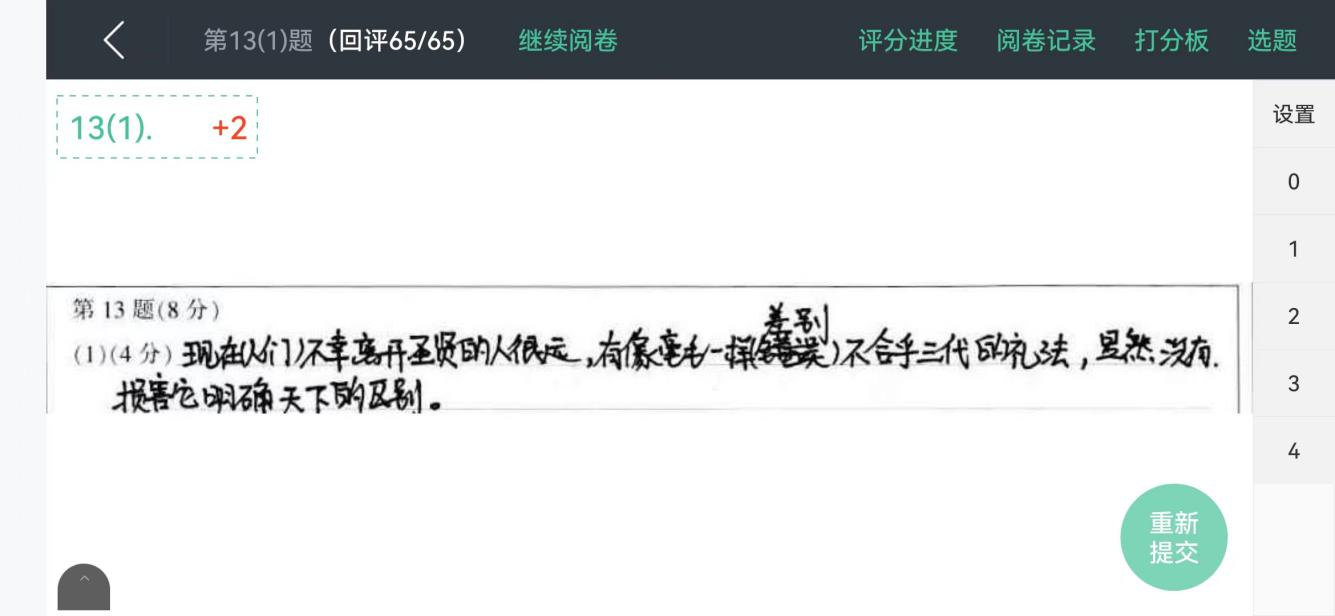 第13(1)题（回评65/65） 继续阅卷 评分进度 阅卷记录 打分板 选题
13(1). +2
设置
0
1
2
3
4
第 13 题(8 分)
差别
(1)(4 分) 现在(人们)不幸离开圣贤的人很远，有像毫毛一样()不合乎三代的礼法，显然没有
损害它明确天下的区别。
重新
提交